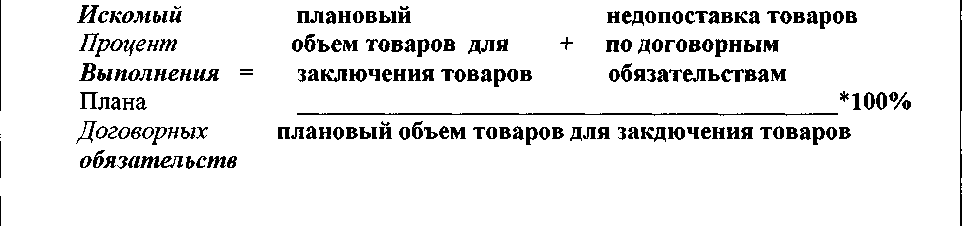 Искомый плановый недопоставка товаров
Процент объем товаров для + по договорным
Выполнения = заключения товаров обязательствам
Плана *100%
Договорных плановый объем товаров для закдючения товаров
обязательств